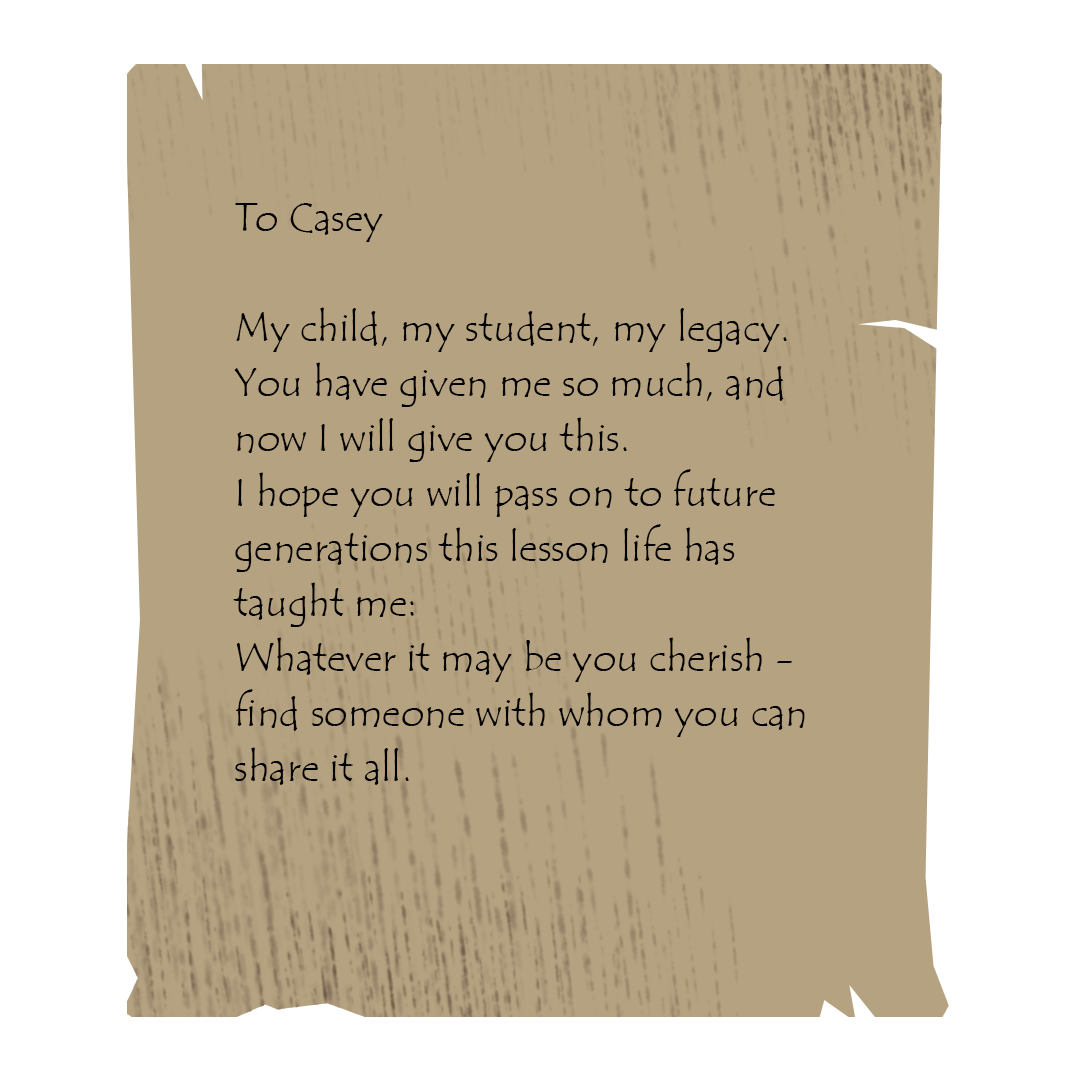 To Casey
My child, my student, my legacy.
You have given me so much, and
now I will give you this.
I hope you will pass on to future
generations this lesson life has
taught me:
Whatever it may be you cherish -
find someone with whom you can
share it all.